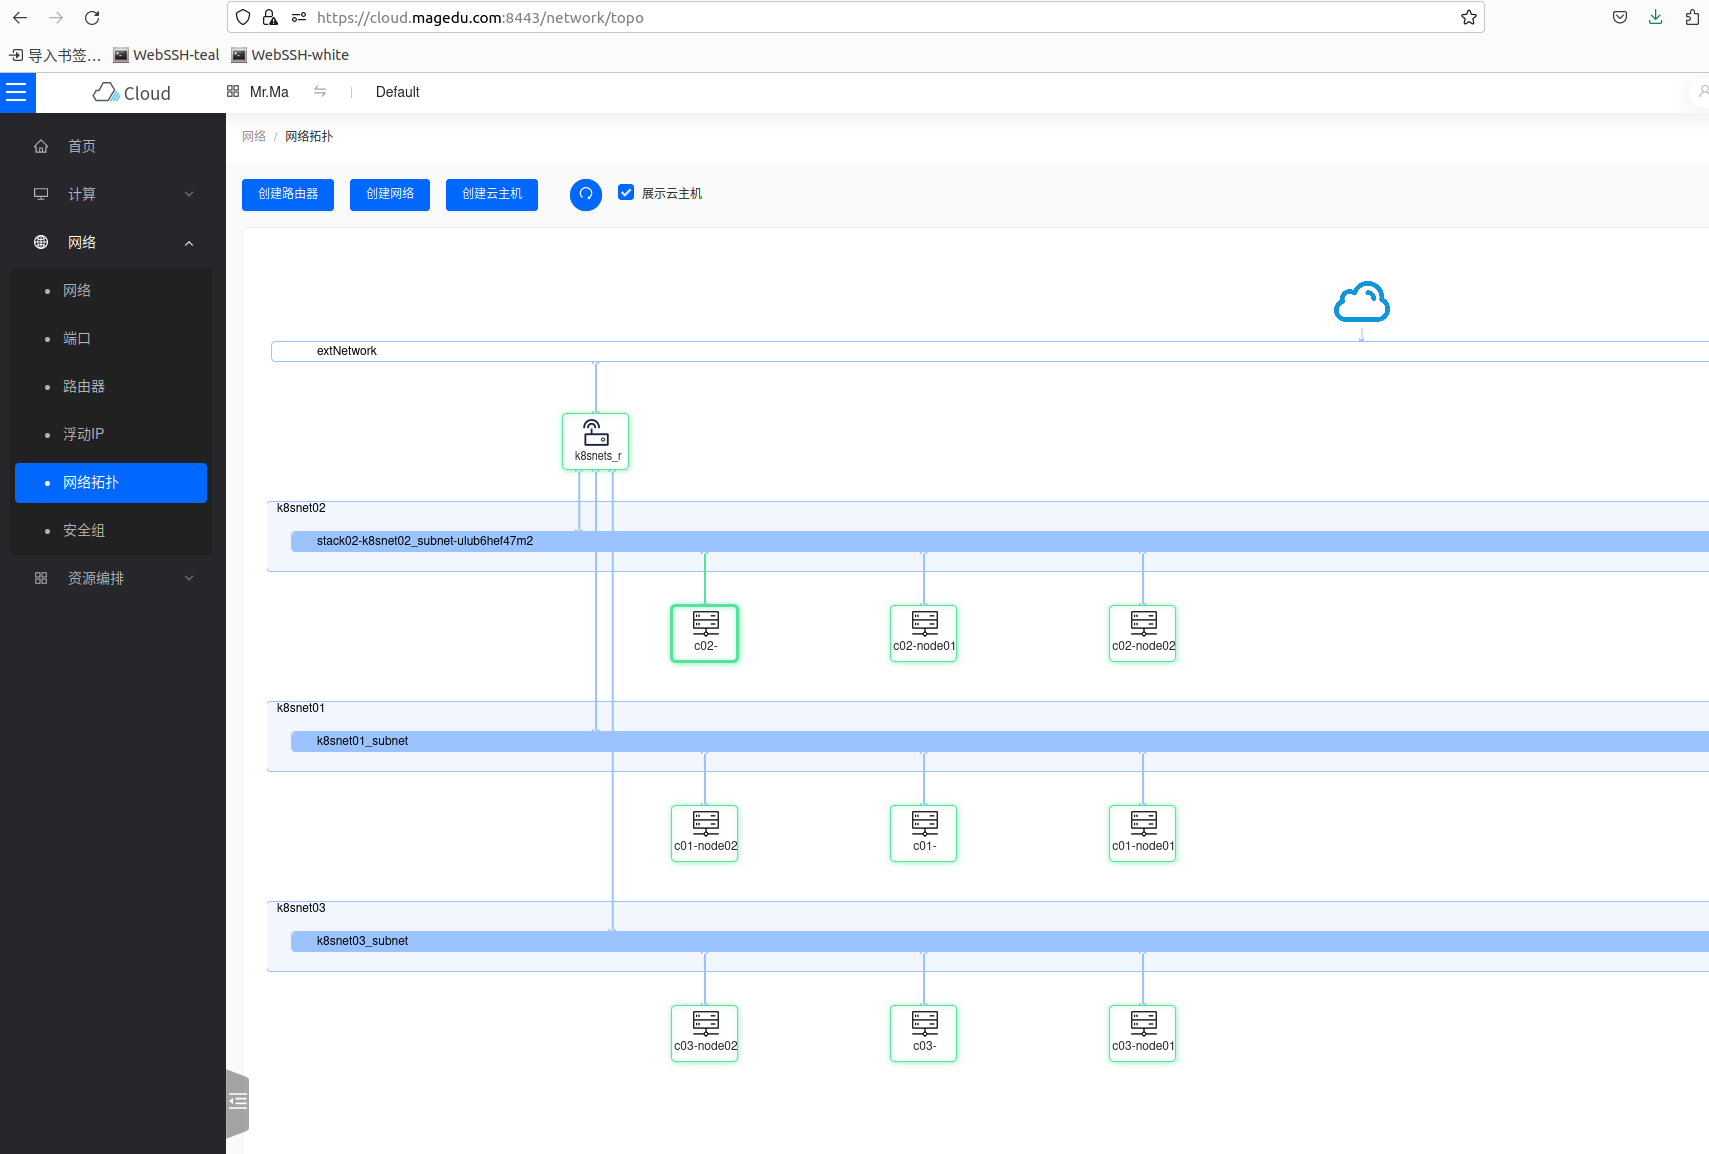 https://cloud.magedu.com:8443/network/topo
导入书签… WebSSH-teal WebSSH-white
Cloud Mr.Ma Default
首页
计算
网络
网络
端口
路由器
浮动IP
网络拓扑
安全组
资源编排
网络 / 网络拓扑
创建路由器 创建网络 创建云主机 展示云主机
extNetwork
k8snets_r
k8snet02
stack02-k8snet02_subnet-ulub6hef47m2
c02- c02-node01 c02-node02
k8snet01
k8snet01_subnet
c01-node02 c01- c01-node01
k8snet03
k8snet03_subnet
c03-node02 c03- c03-node01